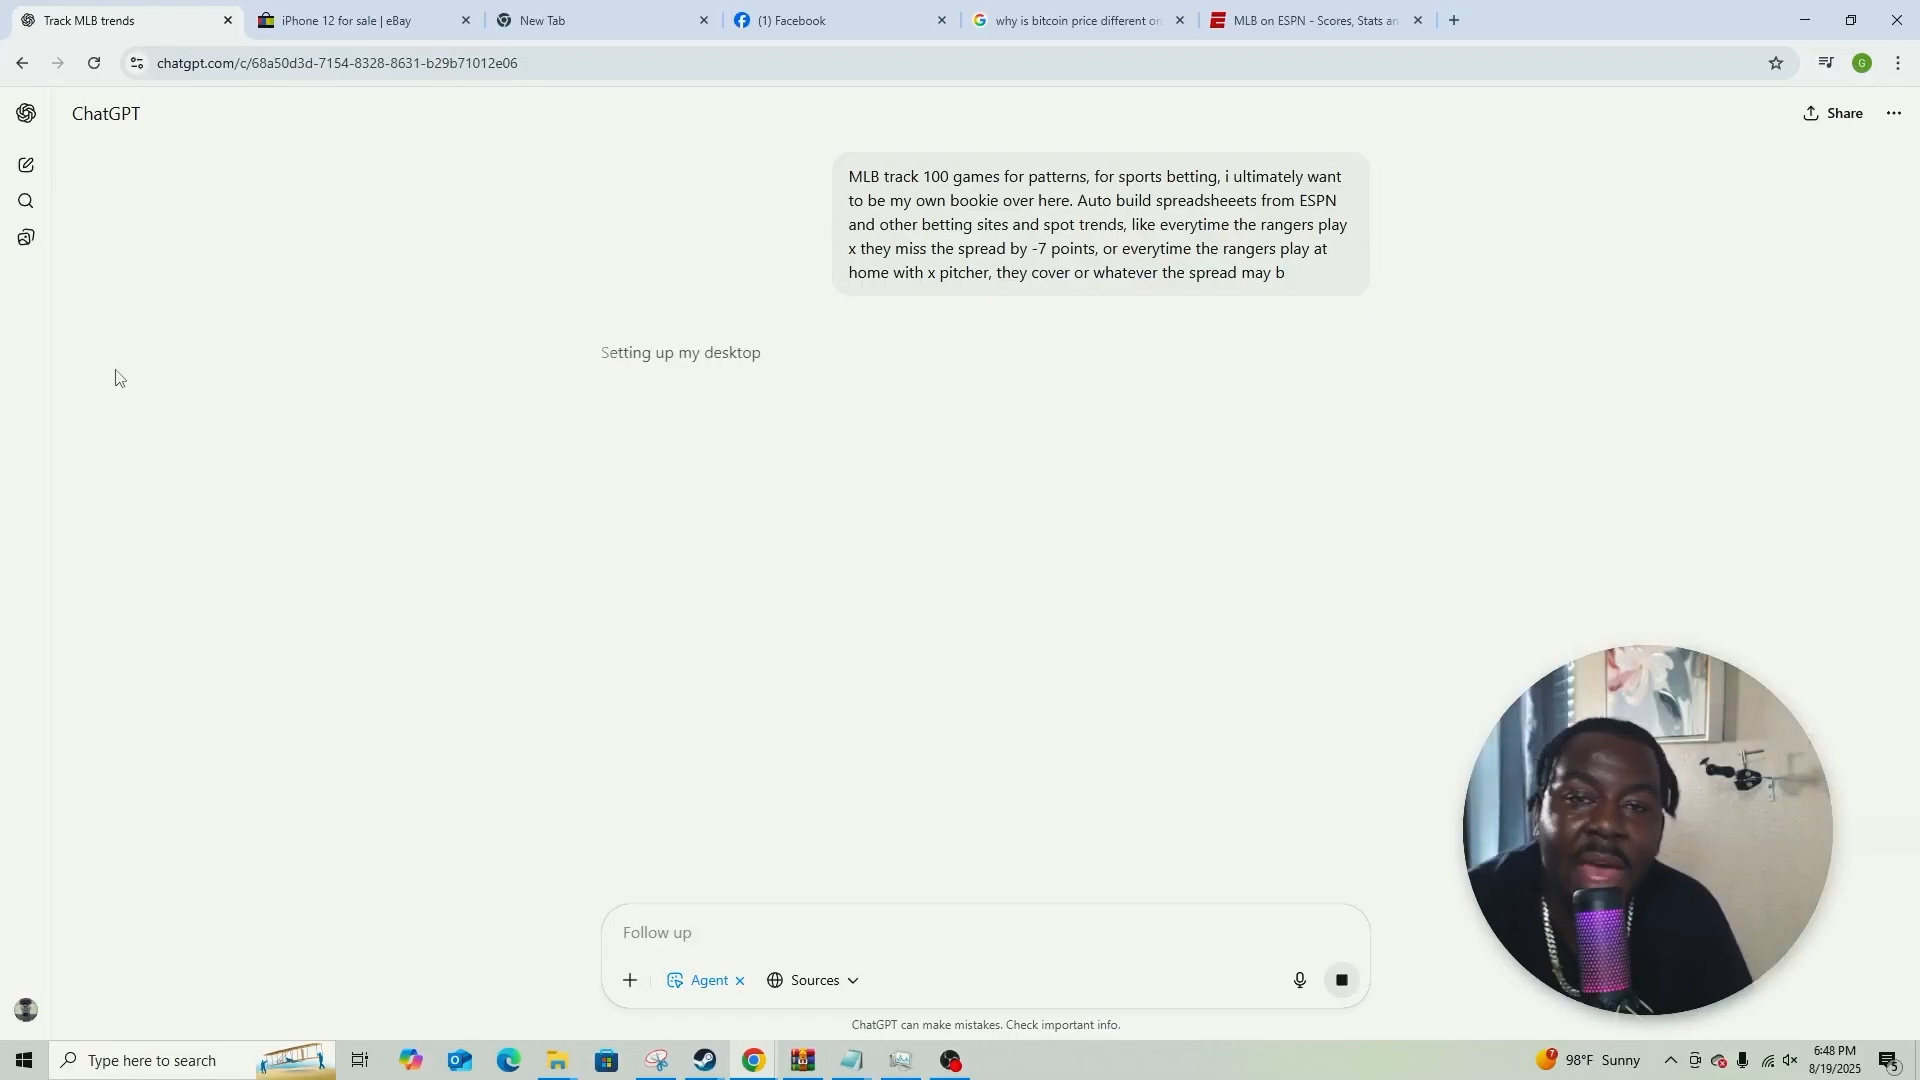 Track MLB trends
iPhone 12 for sale | eBay
New Tab
(1) Facebook
why is bitcoin price different on
MLB on ESPN - Scores, Stats an
chatgpt.com/c/68a50d3d-7154-8328-8631-b29b71012e06
G
ChatGPT
Share
MLB track 100 games for patterns, for sports betting, i ultimately want
to be my own bookie over here. Auto build spreadsheeets from ESPN
and other betting sites and spot trends, like everytime the rangers play
x they miss the spread by -7 points, or everytime the rangers play at
home with x pitcher, they cover or whatever the spread may b
Setting up my desktop
Follow up
Agent
Sources
ChatGPT can make mistakes. Check important info.
Type here to search
7
98°F Sunny
6:48 PM
8/19/2025
5